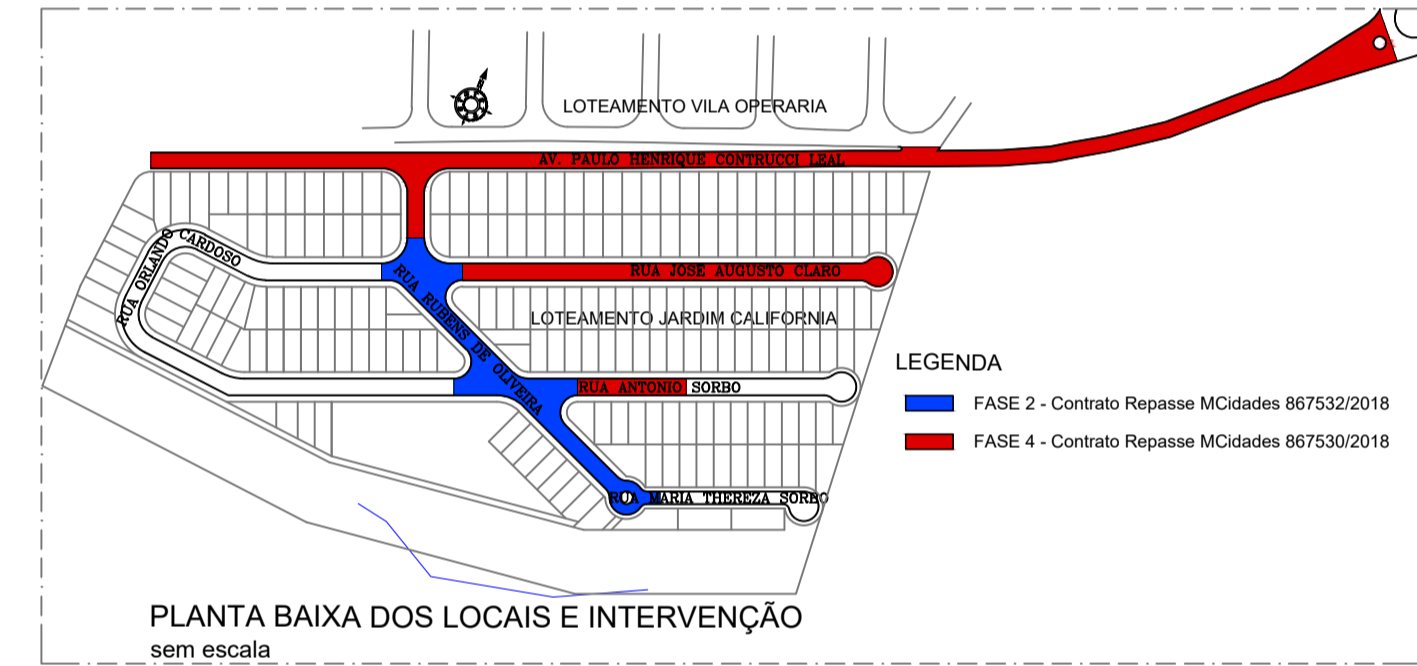 LOTEAMENTO VILA OPERARIA
AV. PAULO HENRIQUE CONTRUCCI LEAL
RUA ORLANDO CARDOSO
RUA JOSE AUGUSTO CLARO
RUA RUBENS DE OLIVEIRA
LOTEAMENTO JARDIM CALIFORNIA
RUA ANTONIO SORBO
RUA MARIA THEREZA SORBO
LEGENDA
FASE 2 - Contrato Repasse MCidades 867532/2018
FASE 4 - Contrato Repasse MCidades 867530/2018
PLANTA BAIXA DOS LOCAIS E INTERVENÇÃO
sem escala